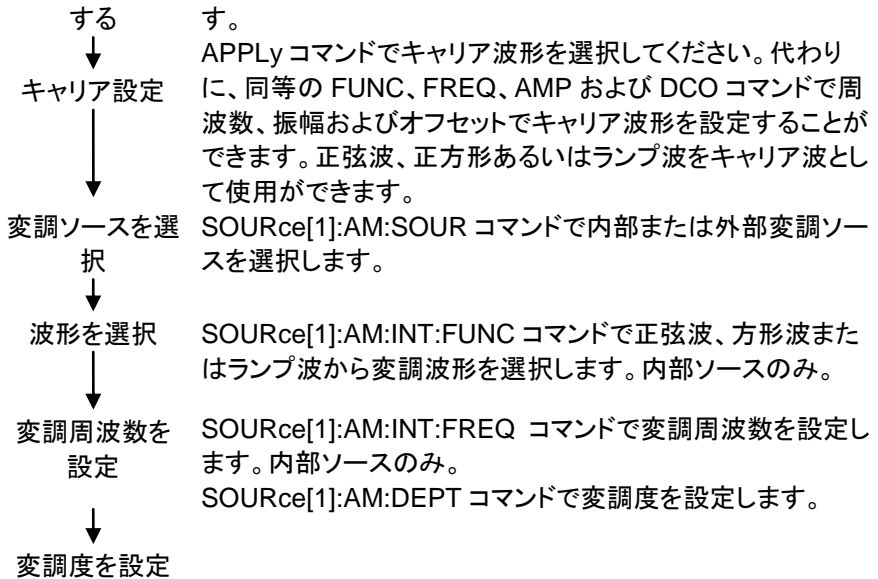 する
す。
APPLy コマンドでキャリア波形を選択してください。代わり
キャリア設定
に、同等の FUNC、FREQ、AMP および DCO コマンドで周
波数、振幅およびオフセットでキャリア波形を設定することが
できます。正弦波、正方形あるいはランプ波をキャリア波とし
て使用ができます。
変調ソースを選
択
SOURce[1]:AM:SOUR コマンドで内部または外部変調ソー
スを選択します。
波形を選択
SOURce[1]:AM:INT:FUNC コマンドで正弦波、方形波また
はランプ波から変調波形を選択します。内部ソースのみ。
変調周波数を
設定
SOURce[1]:AM:INT:FREQ コマンドで変調周波数を設定し
ます。内部ソースのみ。
SOURce[1]:AM:DEPT コマンドで変調度を設定します。
変調度を設定